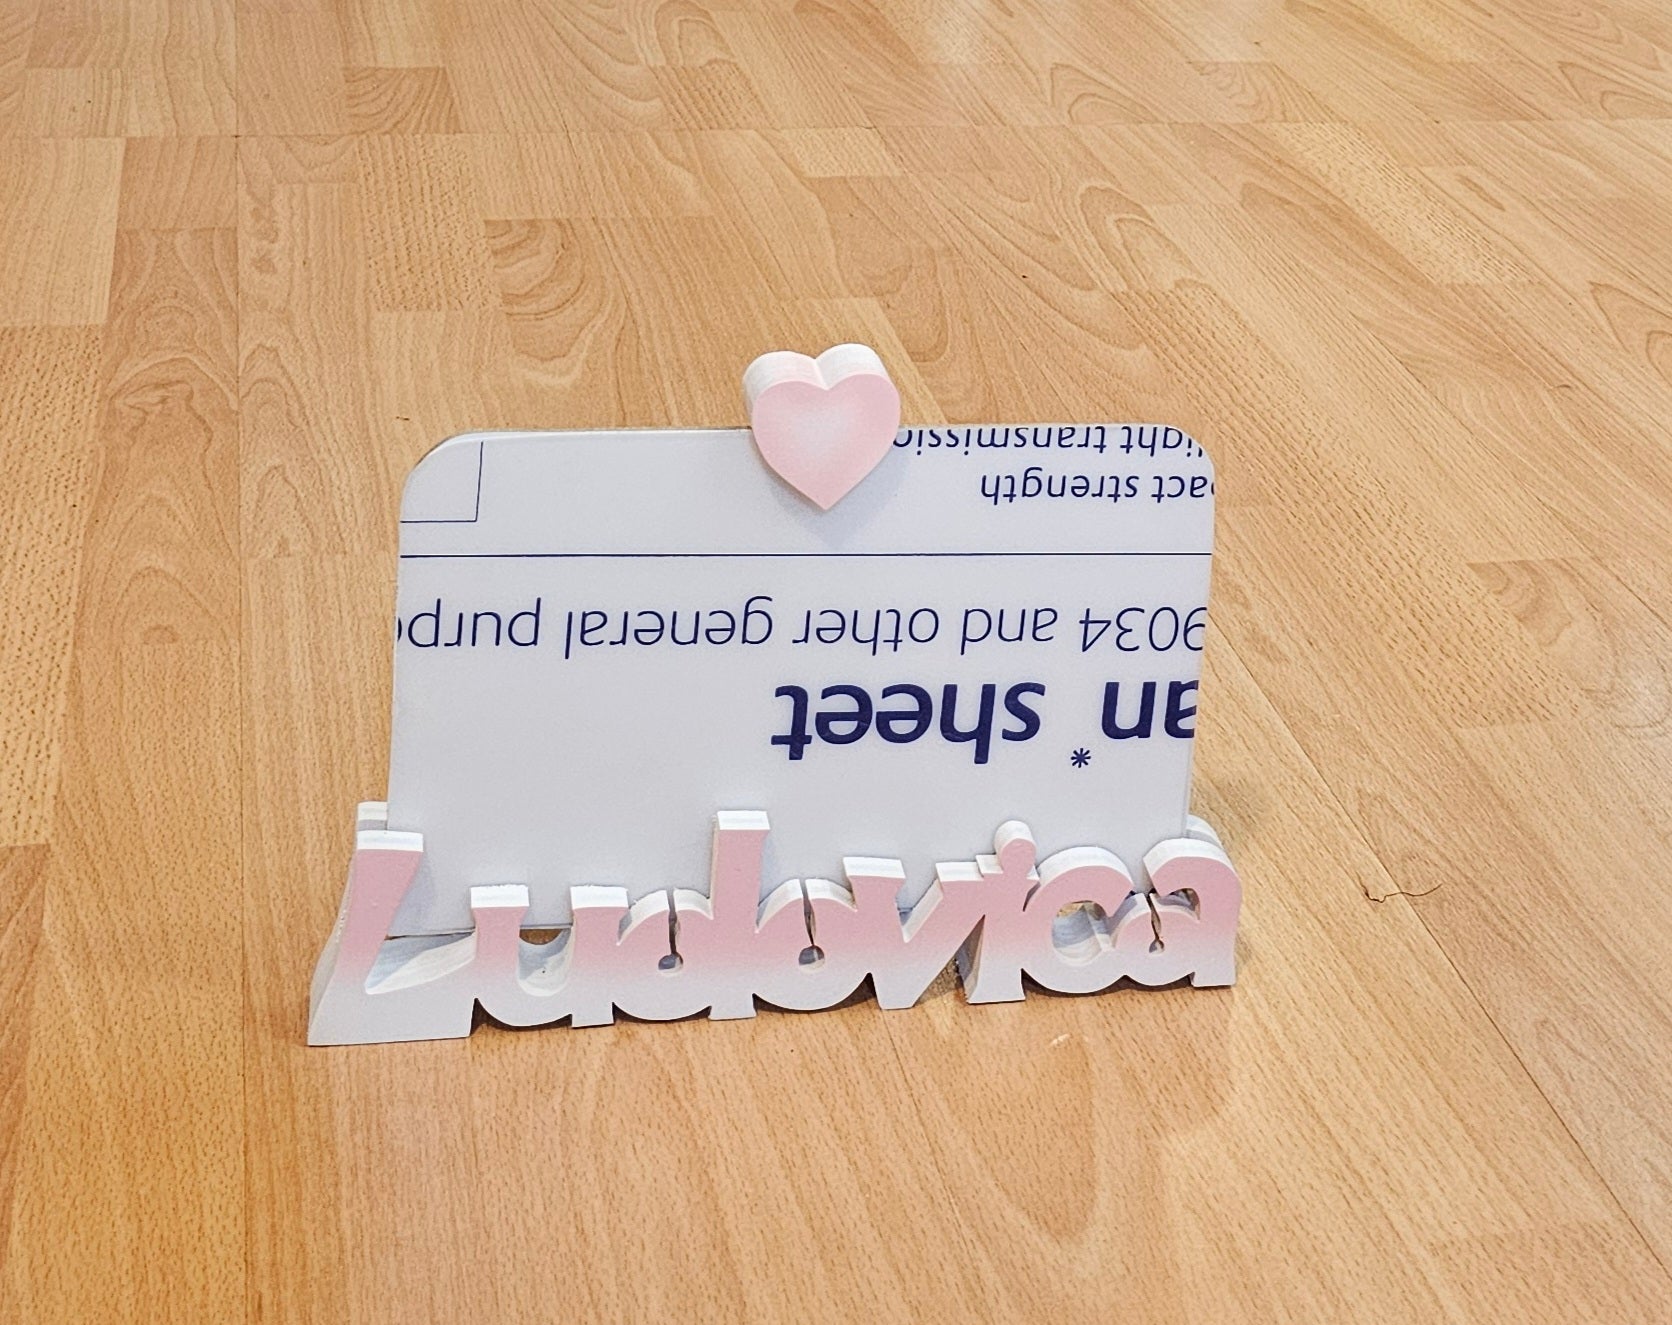 an* sheet
9034 and other general purp
act strength
light transmissio
Ludovica